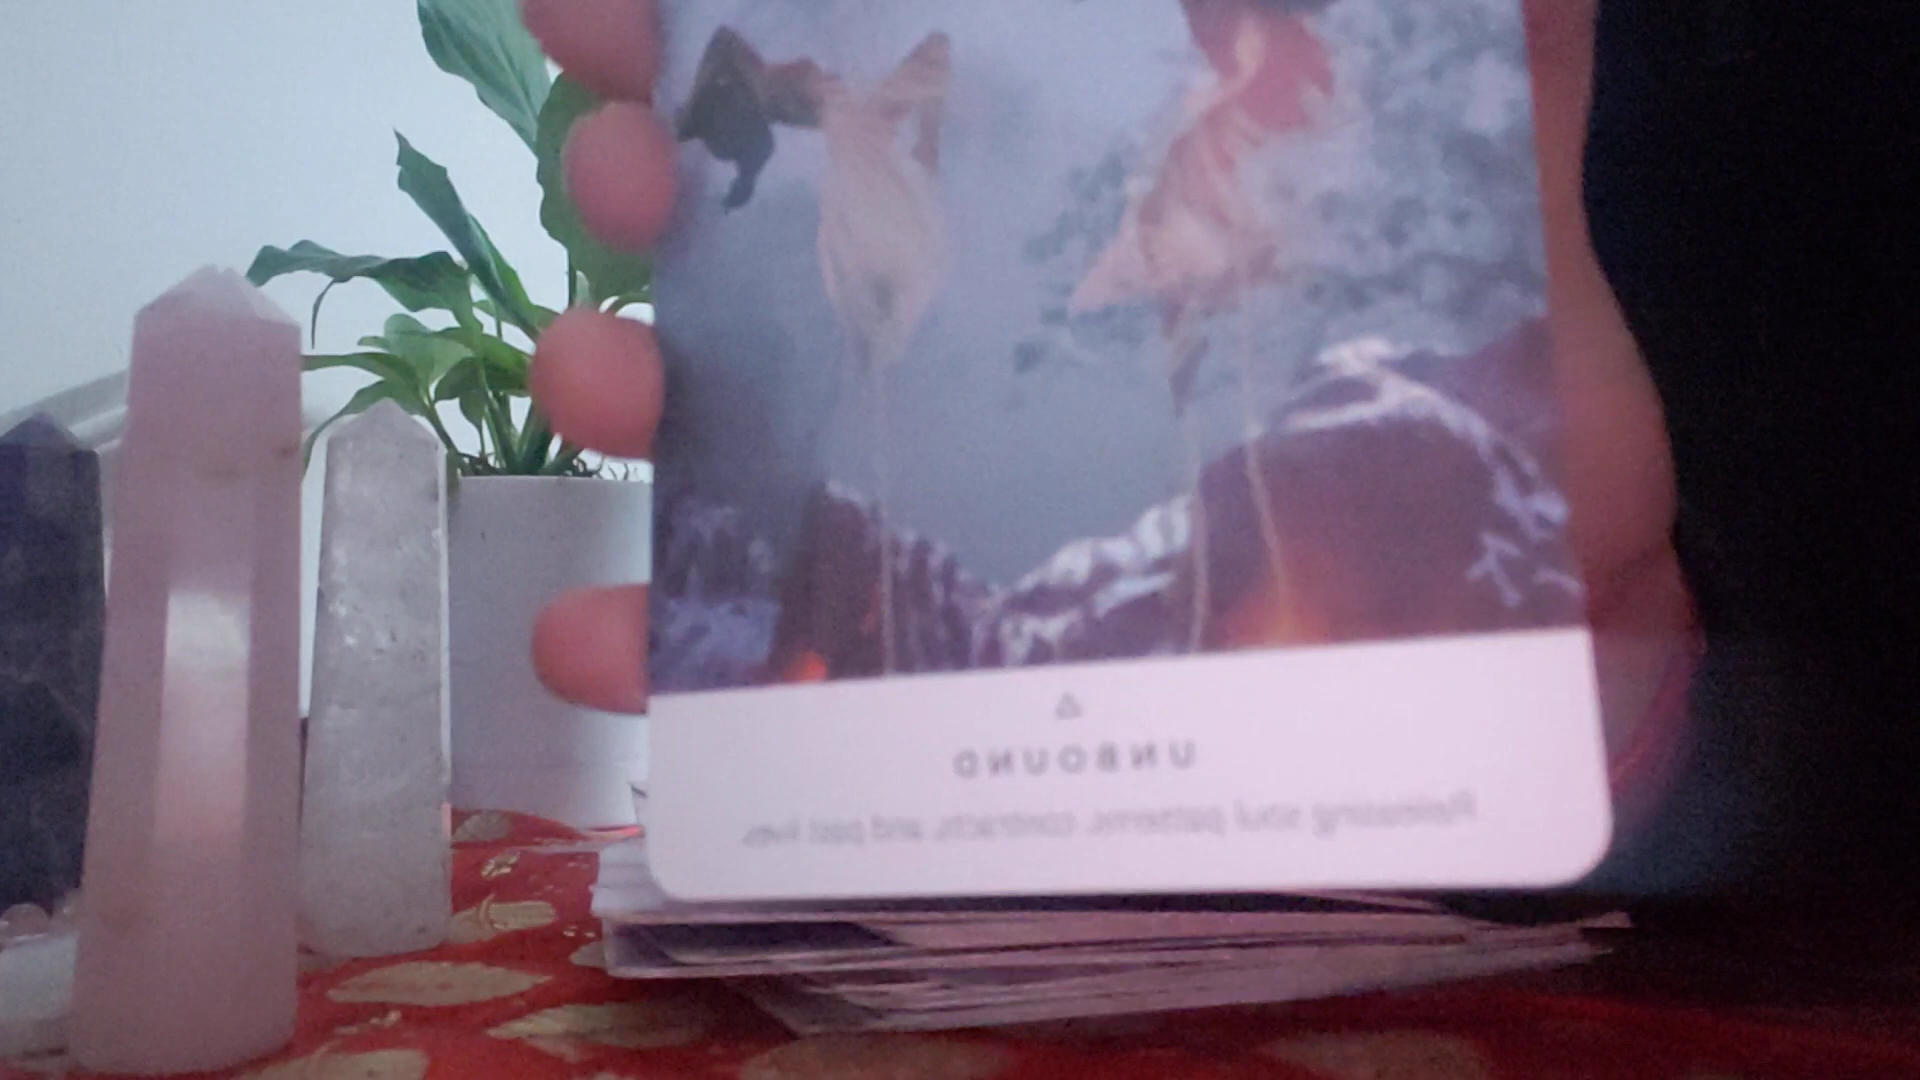 UNBOUND
Releasing soul patterns, contracts, and past lives.